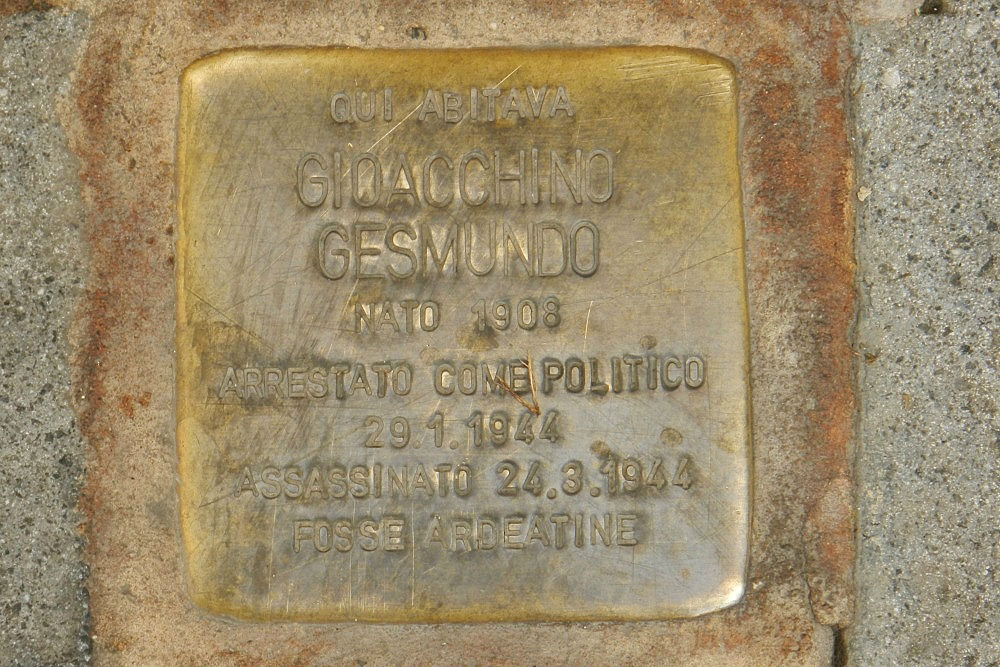 QUI ABITAVA
GIOACCHINO
GESMUNDO
NATO 1908
ARRESTATO COME POLITICO
29.1.1944
ASSASSINATO 24.3.1944
FOSSE ARDEATINE